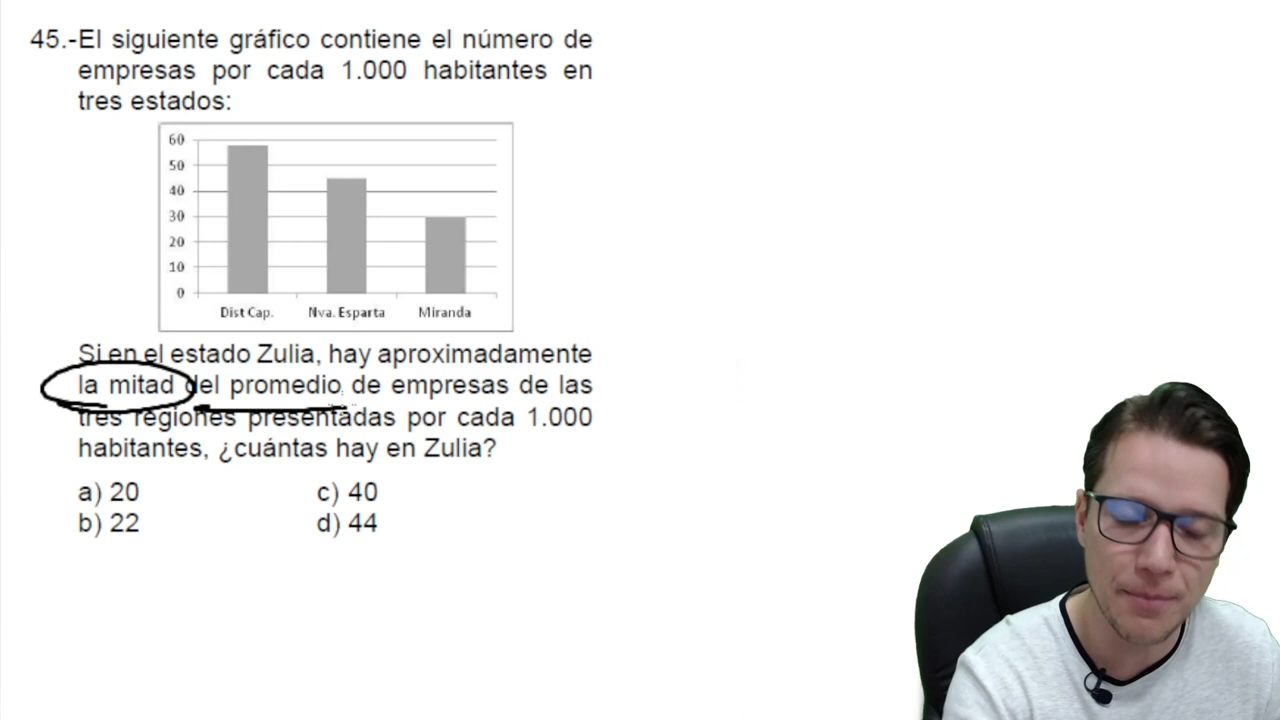 45.-El siguiente gráfico contiene el número de
empresas por cada 1.000 habitantes en
tres estados:
60
50
40
30
20
10
0
Dist Cap. Nva. Esparta Miranda
Si en el estado Zulia, hay aproximadamente
la mitad del promedio de empresas de las
tres regiones presentadas por cada 1.000
habitantes, ¿cuántas hay en Zulia?
a) 20 c) 40
b) 22 d) 44